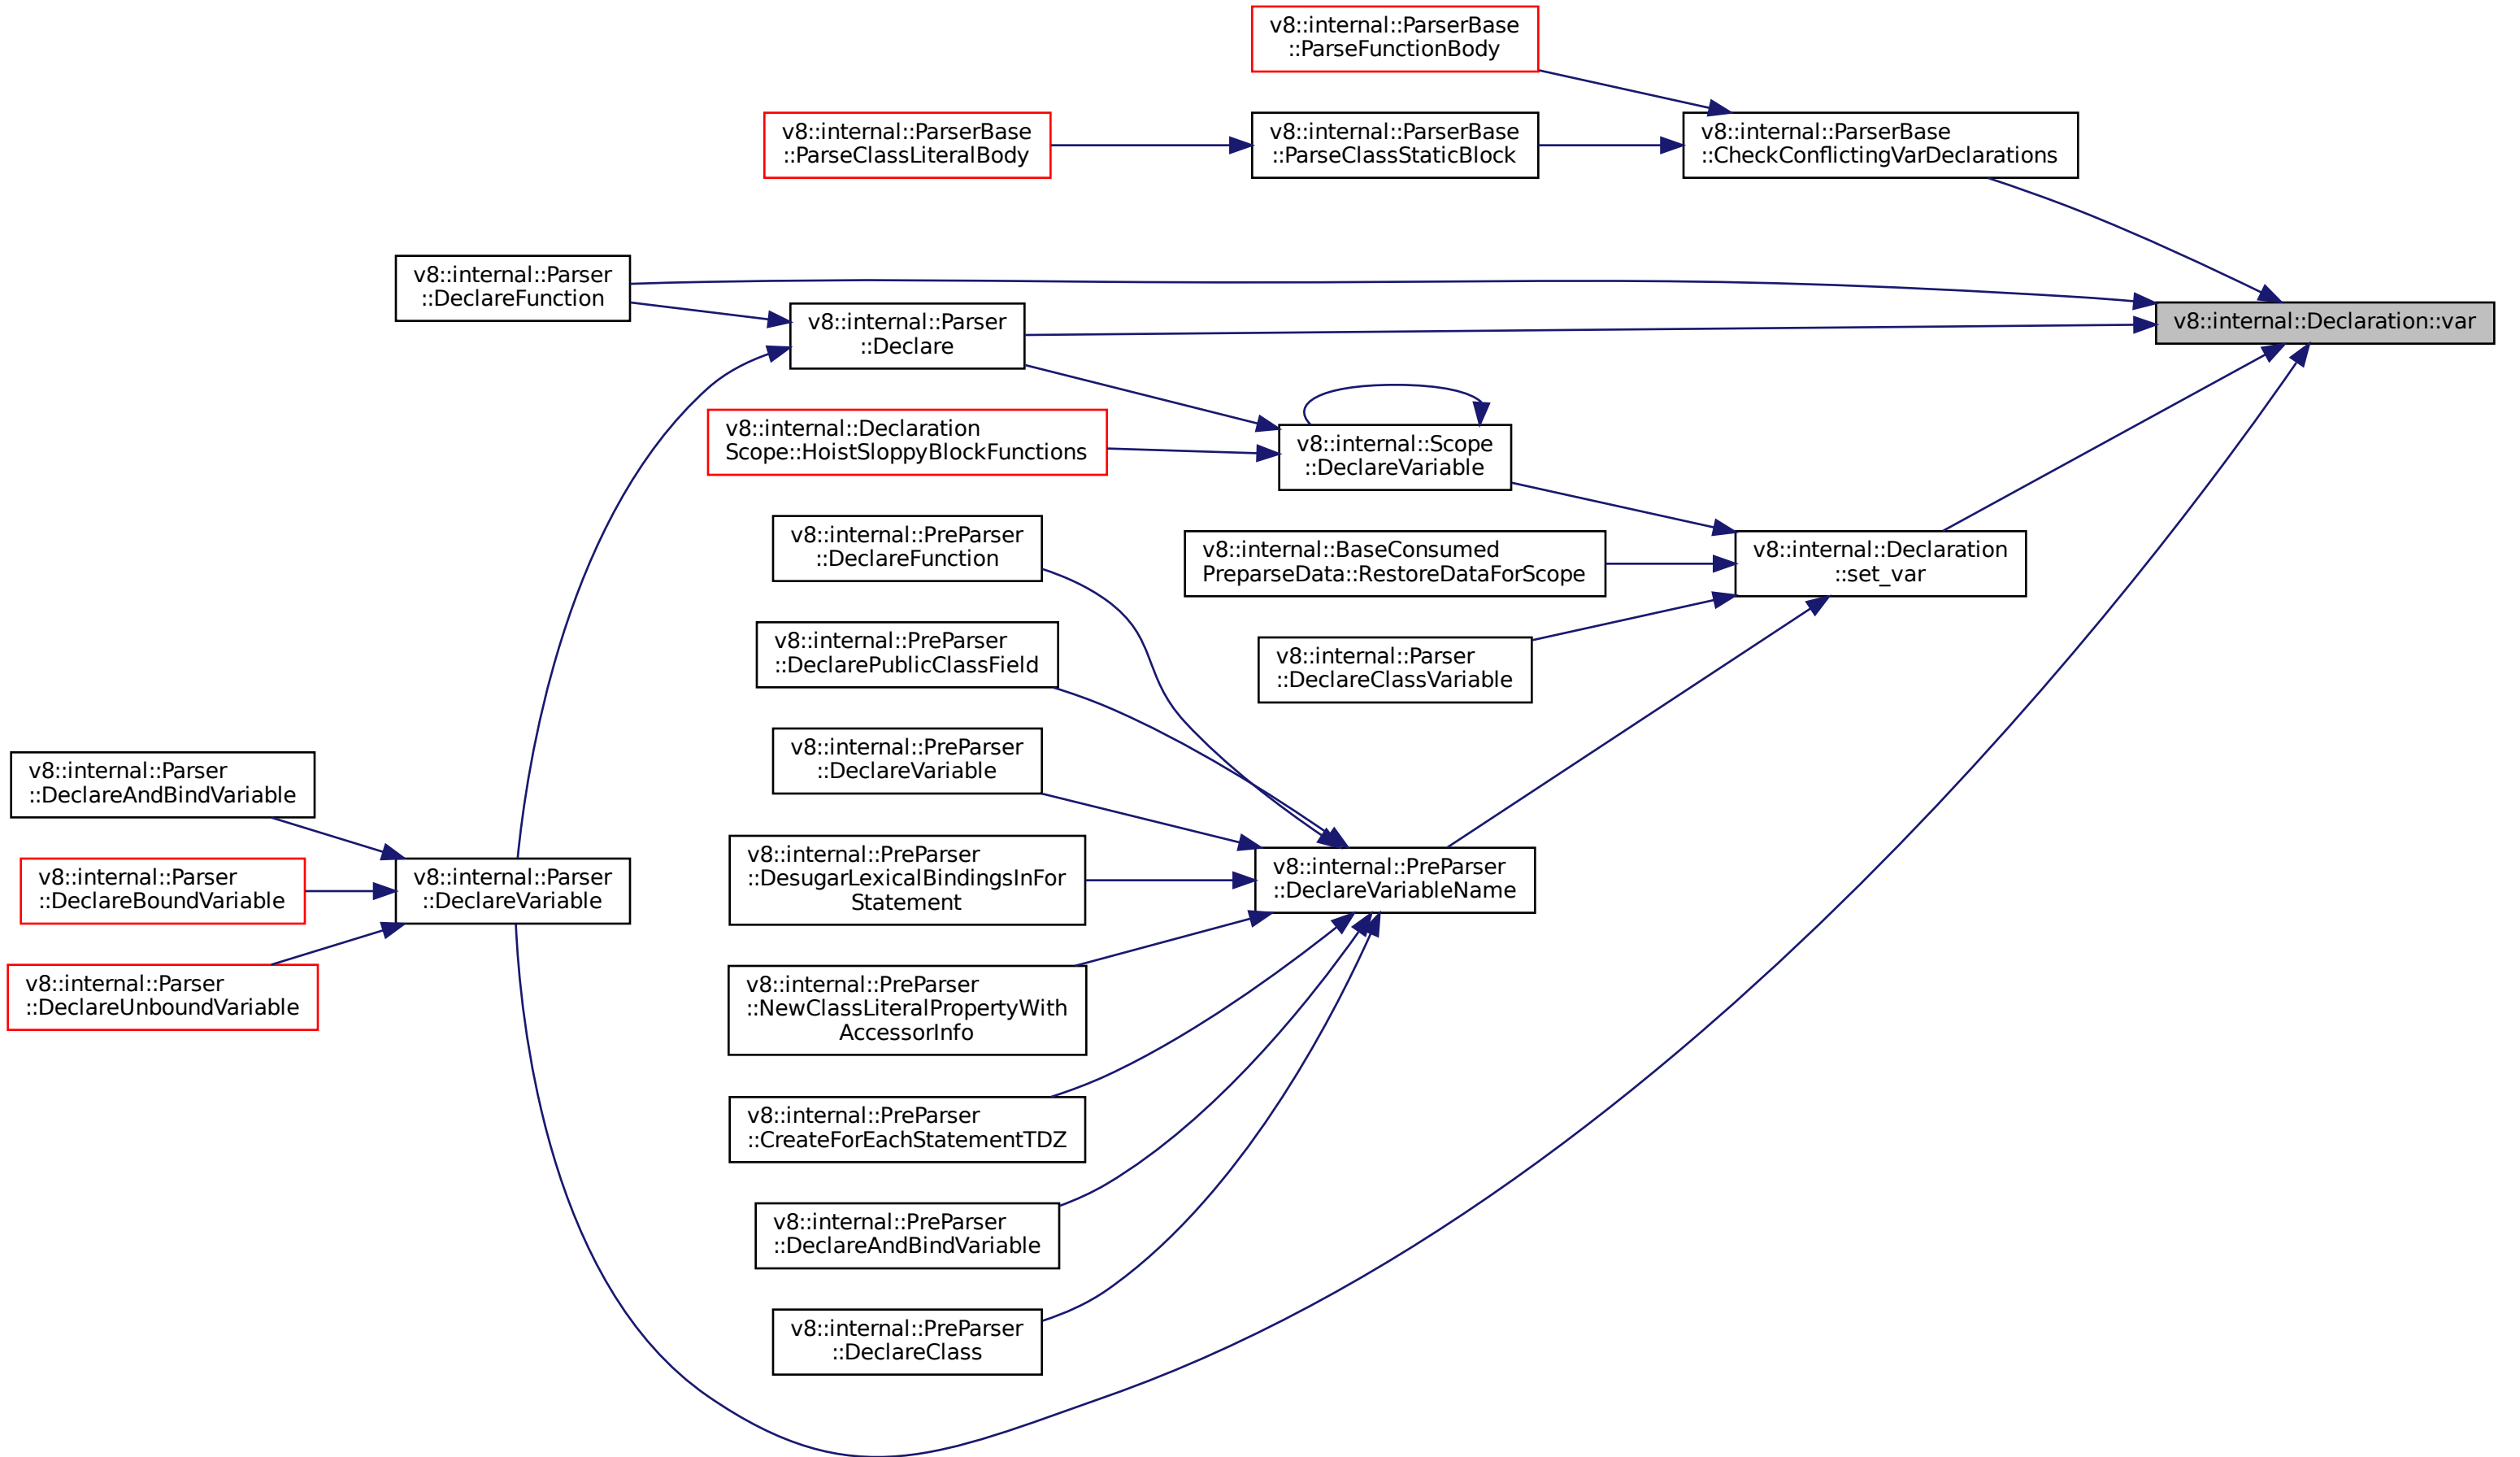 v8::internal::ParserBase
::ParseFunctionBody
v8::internal::ParserBase
::ParseClassLiteralBody
v8::internal::ParserBase
::ParseClassStaticBlock
v8::internal::ParserBase
::CheckConflictingVarDeclarations
v8::internal::Parser
::DeclareFunction
v8::internal::Parser
::Declare
v8::internal::Declaration::var
v8::internal::Declaration
Scope::HoistSloppyBlockFunctions
v8::internal::Scope
::DeclareVariable
v8::internal::PreParser
::DeclareFunction
v8::internal::BaseConsumed
PreparseData::RestoreDataForScope
v8::internal::Declaration
::set_var
v8::internal::PreParser
::DeclarePublicClassField
v8::internal::Parser
::DeclareClassVariable
v8::internal::PreParser
::DeclareVariable
v8::internal::Parser
::DeclareAndBindVariable
v8::internal::PreParser
::DesugarLexicalBindingsInFor
Statement
v8::internal::Parser
::DeclareBoundVariable
v8::internal::Parser
::DeclareVariable
v8::internal::PreParser
::DeclareVariableName
v8::internal::Parser
::DeclareUnboundVariable
v8::internal::PreParser
::NewClassLiteralPropertyWith
AccessorInfo
v8::internal::PreParser
::CreateForEachStatementTDZ
v8::internal::PreParser
::DeclareAndBindVariable
v8::internal::PreParser
::DeclareClass